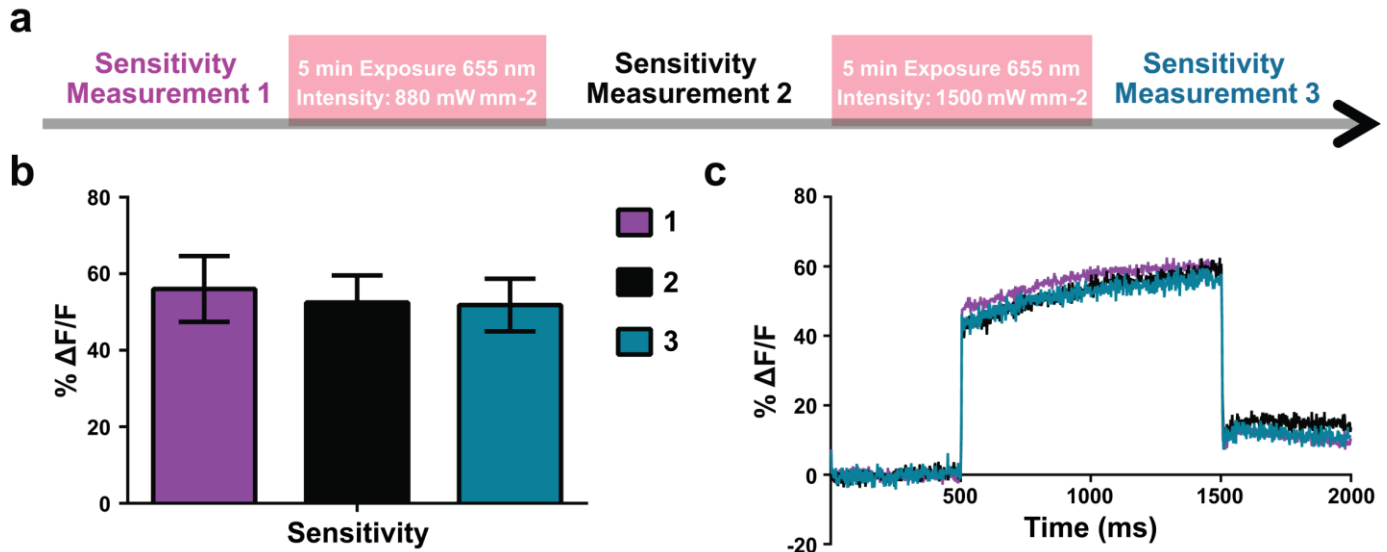 a
Sensitivity
Measurement 1
5 min Exposure 655 nm
Intensity: 880 mW mm-2
Sensitivity
Measurement 2
5 min Exposure 655 nm
Intensity: 1500 mW mm-2
Sensitivity
Measurement 3
b
% ΔF/F
80
60
40
20
0
Sensitivity
1
2
3
c
% ΔF/F
80
60
40
20
0
-20
500
1000
1500
2000
Time (ms)